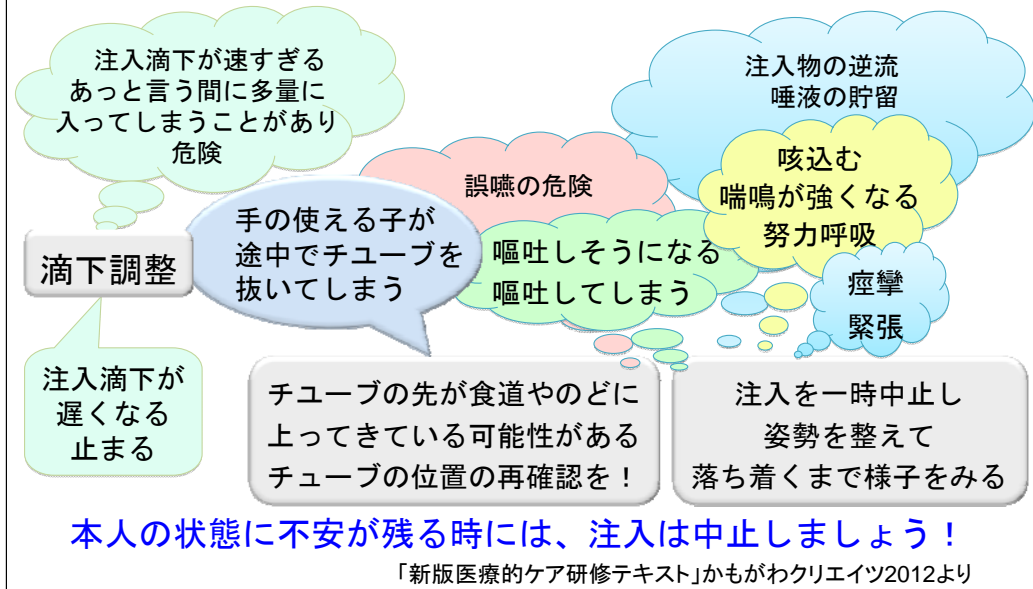 注入滴下が速すぎる
あっと言う間に多量に
入ってしまうことがあり
危険
注入物の逆流
唾液の貯留
誤嚥の危険
咳込む
喘鳴が強くなる
努力呼吸
手の使える子が
途中でチューブを
抜いてしまう
嘔吐しそうになる
嘔吐してしまう
滴下調整
痙攣
緊張
注入滴下が
遅くなる
止まる
チューブの先が食道やのどに
上ってきている可能性がある
チューブの位置の再確認を！
注入を一時中止し
姿勢を整えて
落ち着くまで様子をみる
本人の状態に不安が残る時には、注入は中止しましょう！
「新版医療的ケア研修テキスト」かもがわクリエイツ2012より